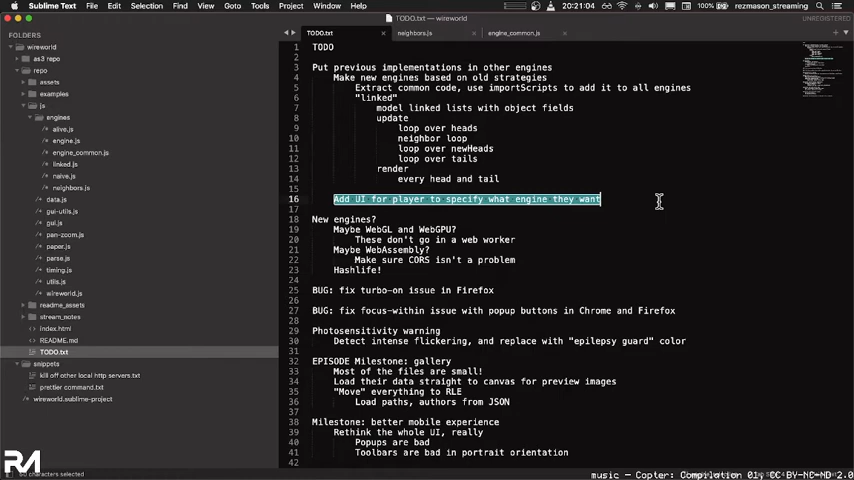 Sublime Text File Edit Selection Find View Goto Tools Project Window Help
100% 20:21:04 rezmason_streaming
TODO.txt — wireworld
UNREGISTERED
FOLDERS
wireworld
as3 repo
repo
assets
examples
js
engines
alive.js
engine.js
engine_common.js
linked.js
naive.js
neighbors.js
data.js
gui-utils.js
gui.js
pan-zoom.js
paper.js
parse.js
timing.js
utils.js
wireworld.js
readme_assets
stream_notes
index.html
README.md
TODO.txt
snippets
kill off other local http servers.txt
prettier command.txt
wireworld.sublime-project
TODO.txt neighbors.js engine_common.js
1 TODO
2
3 Put previous implementations in other engines
4 Make new engines based on old strategies
5 Extract common code, use importScripts to add it to all engines
6 "linked"
7 model linked lists with object fields
8 update
9 loop over heads
10 neighbor loop
11 loop over newHeads
12 loop over tails
13 render
14 every head and tail
15
16 Add UI for player to specify what engine they want
17
18 New engines?
19 Maybe WebGL and WebGPU?
20 These don't go in a web worker
21 Maybe WebAssembly?
22 Make sure CORS isn't a problem
23 Hashlife!
24
25 BUG: fix turbo-on issue in Firefox
26
27 BUG: fix focus-within issue with popup buttons in Chrome and Firefox
28
29 Photosensitivity warning
30 Detect intense flickering, and replace with "epilepsy guard" color
31
32 EPISODE Milestone: gallery
33 Most of the files are small!
34 Load their data straight to canvas for preview images
35 "Move" everything to RLE
36 Load paths, authors from JSON
37
38 Milestone: better mobile experience
39 Rethink the whole UI, really
40 Popups are bad
41 Toolbars are bad in portrait orientation
42
RM
50 characters selected
music – Copter: Compilation 01, CC BY-NC-ND 2.0